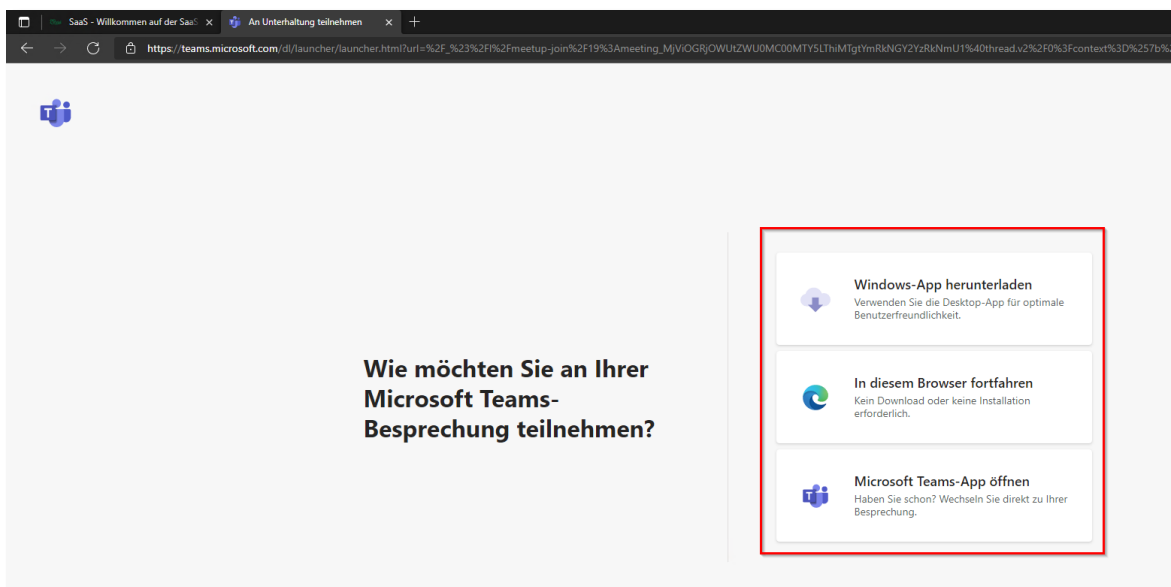 SaaS - Willkommen auf der SaaS
An Unterhaltung teilnehmen
https://teams.microsoft.com/dl/launcher/launcher.html?url=%2F_%23%2Fl%2Fmeetup-join%2F19%3Ameeting_MjViOGRjOWUtZWU0MC00MTY5LThiMTgtYmRkNGY2YzRkNmU1%40thread.v2%2F0%3Fcontext%3D%257b%2
Windows-App herunterladen
Verwenden Sie die Desktop-App für optimale
Benutzerfreundlichkeit.
Wie möchten Sie an Ihrer
Microsoft Teams-
Besprechung teilnehmen?
In diesem Browser fortfahren
Kein Download oder keine Installation
erforderlich.
Microsoft Teams-App öffnen
Haben Sie schon? Wechseln Sie direkt zu Ihrer
Besprechung.